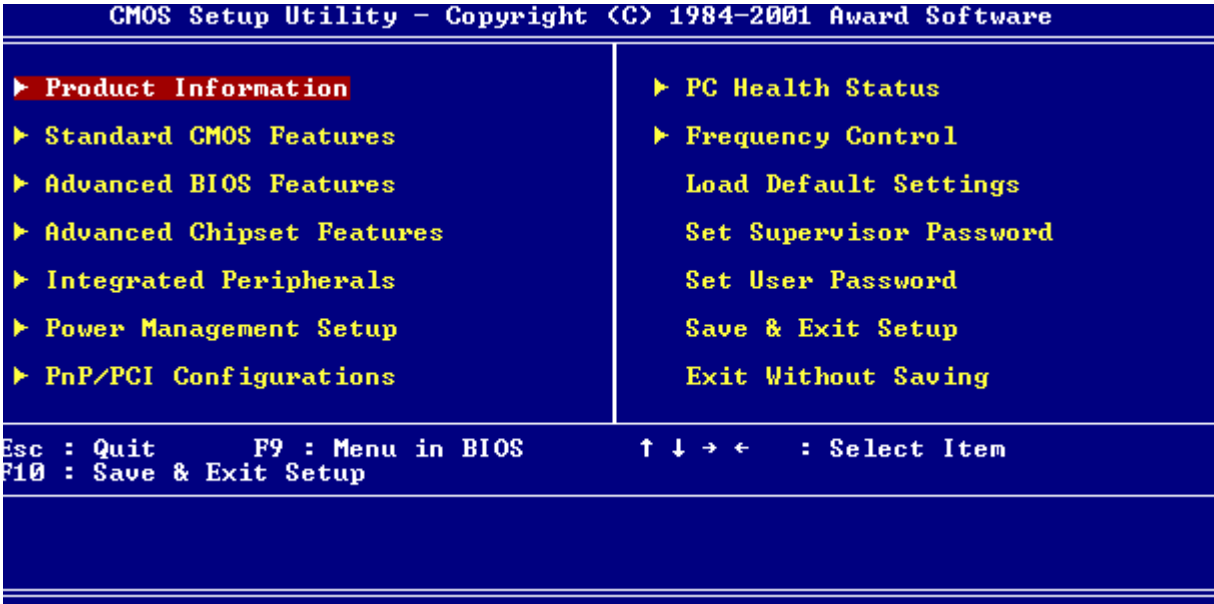 CMOS Setup Utility - Copyright (C) 1984-2001 Award Software
▶ Product Information
▶ Standard CMOS Features
▶ Advanced BIOS Features
▶ Advanced Chipset Features
▶ Integrated Peripherals
▶ Power Management Setup
▶ PnP/PCI Configurations
▶ PC Health Status
▶ Frequency Control
Load Default Settings
Set Supervisor Password
Set User Password
Save & Exit Setup
Exit Without Saving
Esc : Quit F9 : Menu in BIOS ↑ ↓ → ← : Select Item
F10 : Save & Exit Setup